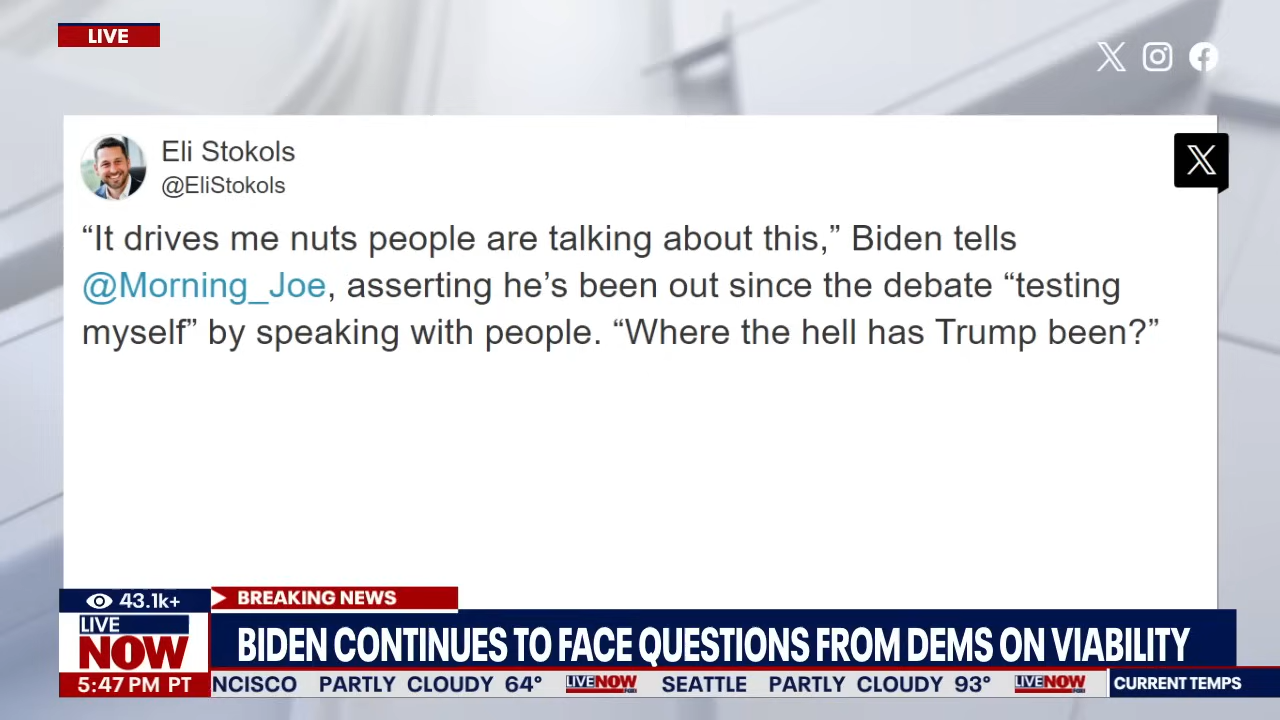 LIVE
Eli Stokols
@EliStokols
“It drives me nuts people are talking about this,” Biden tells
@Morning_Joe, asserting he’s been out since the debate “testing
myself” by speaking with people. “Where the hell has Trump been?”
43.1k+
BREAKING NEWS
LIVE
NOW
BIDEN CONTINUES TO FACE QUESTIONS FROM DEMS ON VIABILITY
5:47 PM PT
NCISCO PARTLY CLOUDY 64° LIVENOW FOX SEATTLE PARTLY CLOUDY 93° LIVENOW FOX CURRENT TEMPS